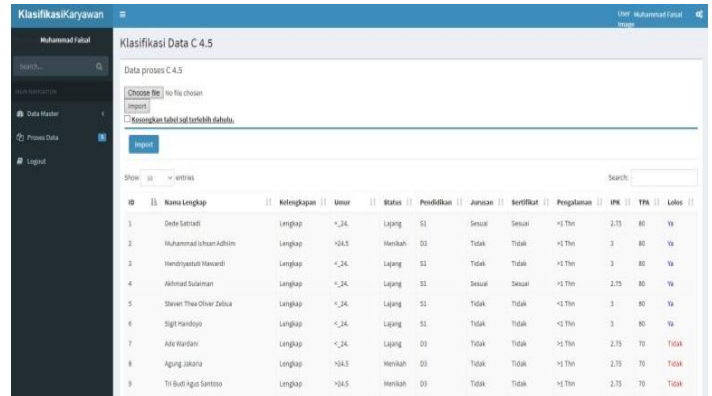 KlasifikasiKaryawan
User Image Muhammad Faisal
Muhammad Faisal
Search...
MAIN NAVIGATION
Data Master
Proses Data
Logout
Klasifikasi Data C 4.5
Data proses C 4.5
Choose file No file chosen
Import
Kosongkan tabel sql terlebih dahulu.
Import
Show 10 entries
Search:
ID Nama Lengkap Kelengkapan Umur Status Pendidikan Jurusan Sertifikat Pengalaman IPK TPA Lolos
1 Dede Satriadi Lengkap <_24. Lajang S1 Sesuai Sesuai >1 Thn 2.75 80 Ya
2 Muhammad Ichsan Adhiim Lengkap >24.5 Menikah D3 Tidak Tidak >1 Thn 3 80 Ya
3 Hendriyastuti Mawardi Lengkap <_24. Lajang S1 Tidak Tidak >1 Thn 3 80 Ya
4 Akhmad Sulaiman Lengkap <_24. Lajang S1 Sesuai Sesuai 1 Thn 2.75 80 Ya
5 Steven Thea Oliver Zebua Lengkap <_24. Lajang S1 Tidak Tidak <1 Thn 3 80 Ya
6 Sigit Handoyo Lengkap <_24. Lajang S1 Tidak Tidak <1 Thn 3 80 Ya
7 Ade Wardani Lengkap <_24. Lajang D3 Tidak Tidak >1 Thn 2.75 70 Tidak
8 Agung Jakaria Lengkap >24.5 Menikah D3 Tidak Tidak >1 Thn 2.75 70 Tidak
9 Tri Budi Agus Santoso Lengkap >24.5 Menikah D3 Tidak Tidak >1 Thn 2.75 70 Tidak